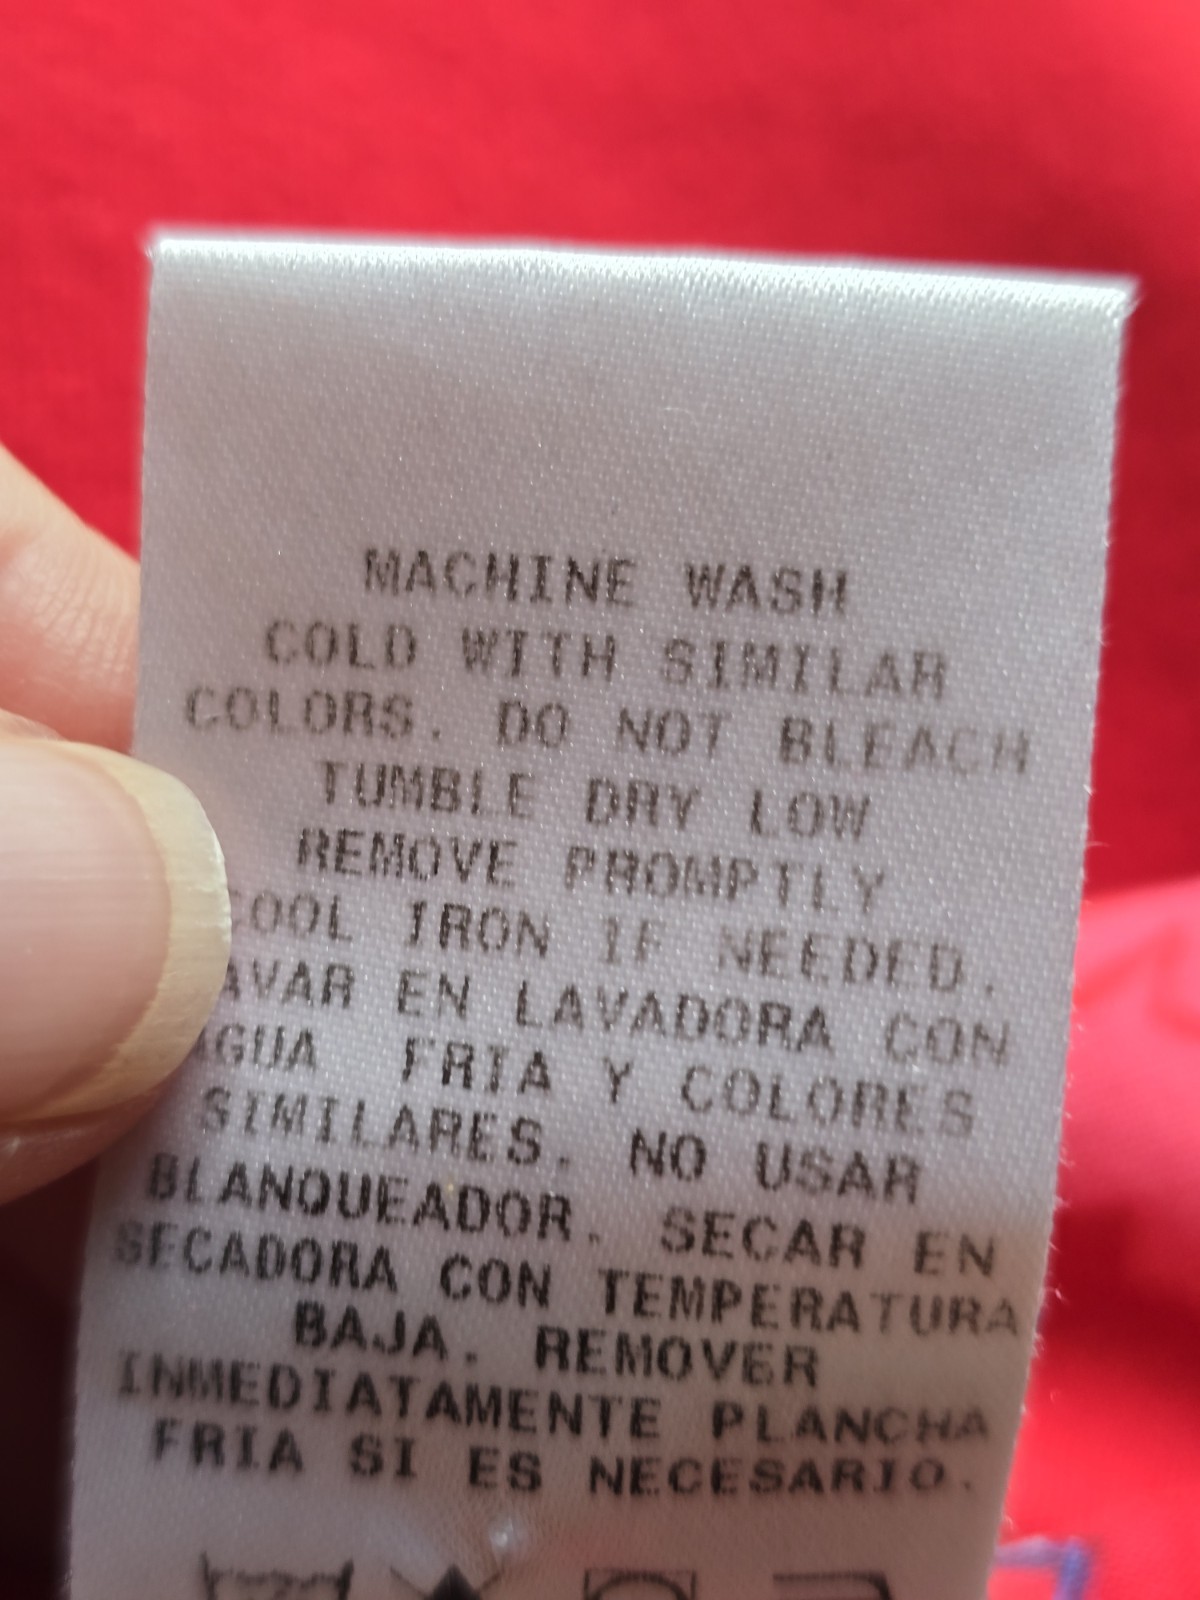 MACHINE WASH
COLD WITH SIMILAR
COLORS. DO NOT BLEACH
TUMBLE DRY LOW
REMOVE PROMPTLY
COOL IRON IF NEEDED.
LAVAR EN LAVADORA CON
AGUA FRIA Y COLORES
SIMILARES. NO USAR
BLANQUEADOR. SECAR EN
SECADORA CON TEMPERATURA
BAJA. REMOVER
INMEDIATAMENTE PLANCHA
FRIA SI ES NECESARIO.